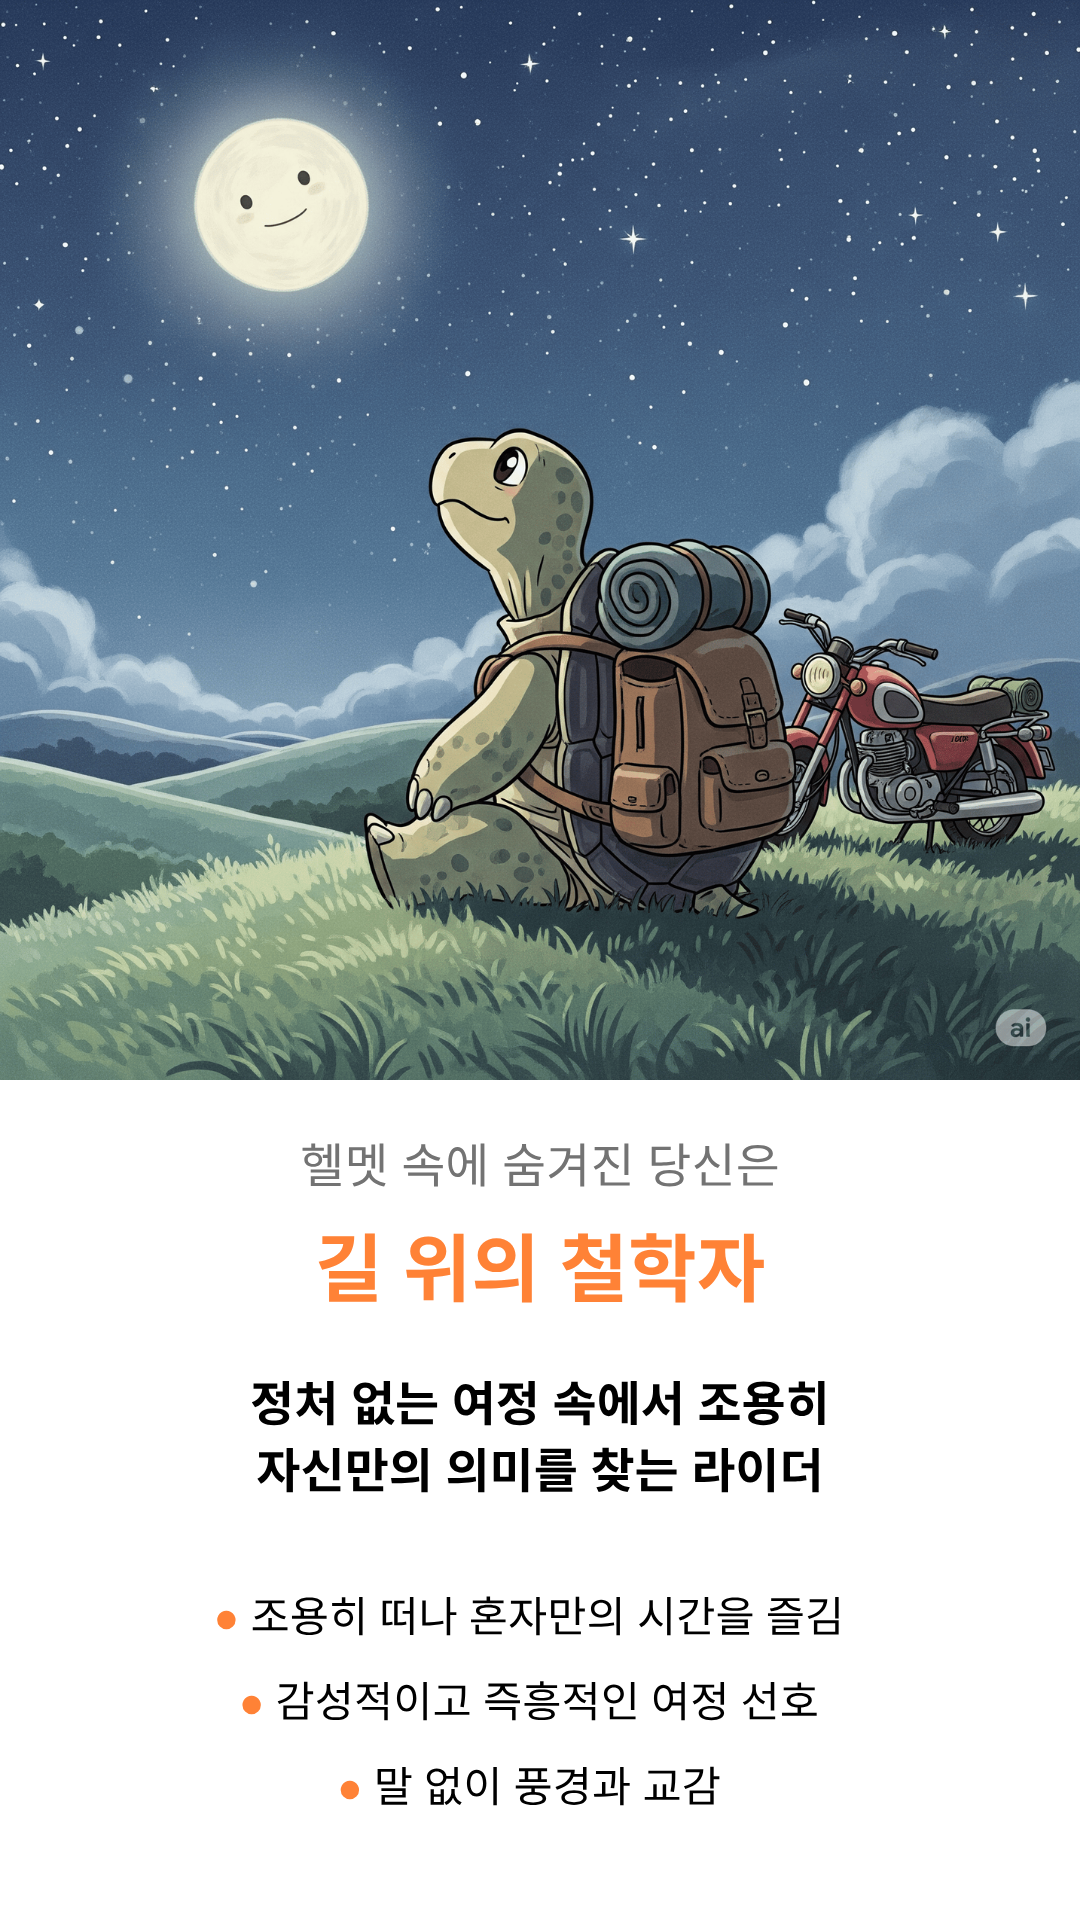 ai
헬멧 속에 숨겨진 당신은
길 위의 철학자
정처 없는 여정 속에서 조용히
자신만의 의미를 찾는 라이더
● 조용히 떠나 혼자만의 시간을 즐김
● 감성적이고 즉흥적인 여정 선호
● 말 없이 풍경과 교감